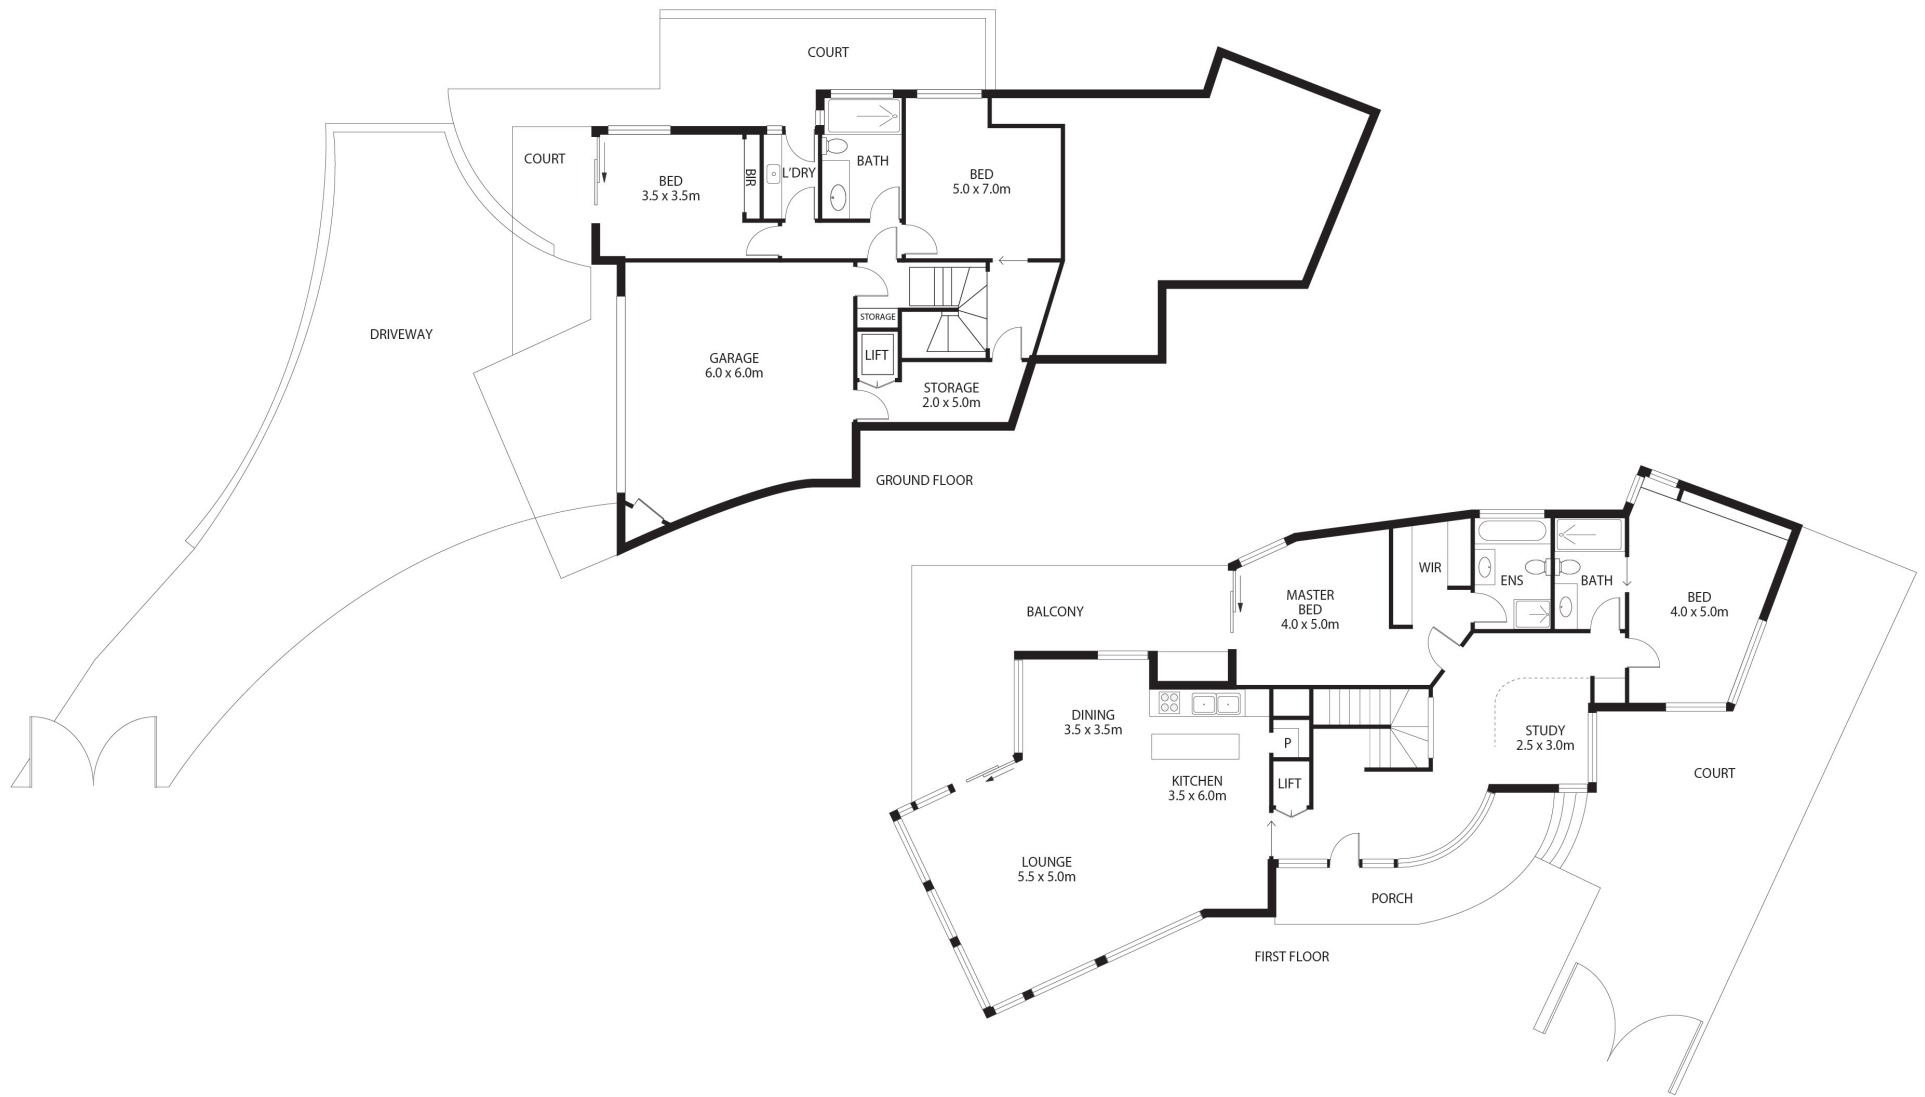 COURT
COURT
BED
3.5 x 3.5m
BIR
L'DRY
BATH
BED
5.0 x 7.0m
DRIVEWAY
GARAGE
6.0 x 6.0m
STORAGE
LIFT
STORAGE
2.0 x 5.0m
GROUND FLOOR
BALCONY
MASTER
BED
4.0 x 5.0m
WIR
ENS
BATH
BED
4.0 x 5.0m
DINING
3.5 x 3.5m
KITCHEN
3.5 x 6.0m
P
LIFT
STUDY
2.5 x 3.0m
COURT
LOUNGE
5.5 x 5.0m
PORCH
FIRST FLOOR